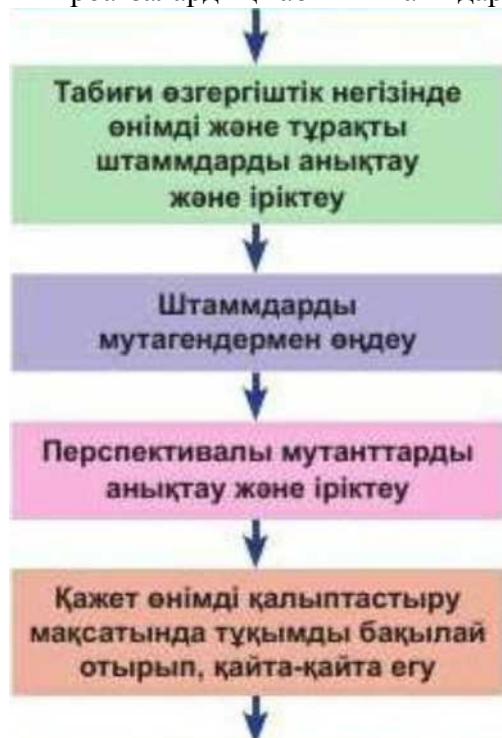 Табиғи өзгергіштік негізінде
өнімді және тұрақты
штаммдарды анықтау
және іріктеу
Штаммдарды
мутагендермен өңдеу
Перспективалы мутанттарды
анықтау және іріктеу
Қажет өнімді қалыптастыру
мақсатында тұқымды бақылай
отырып, қайта-қайта егу